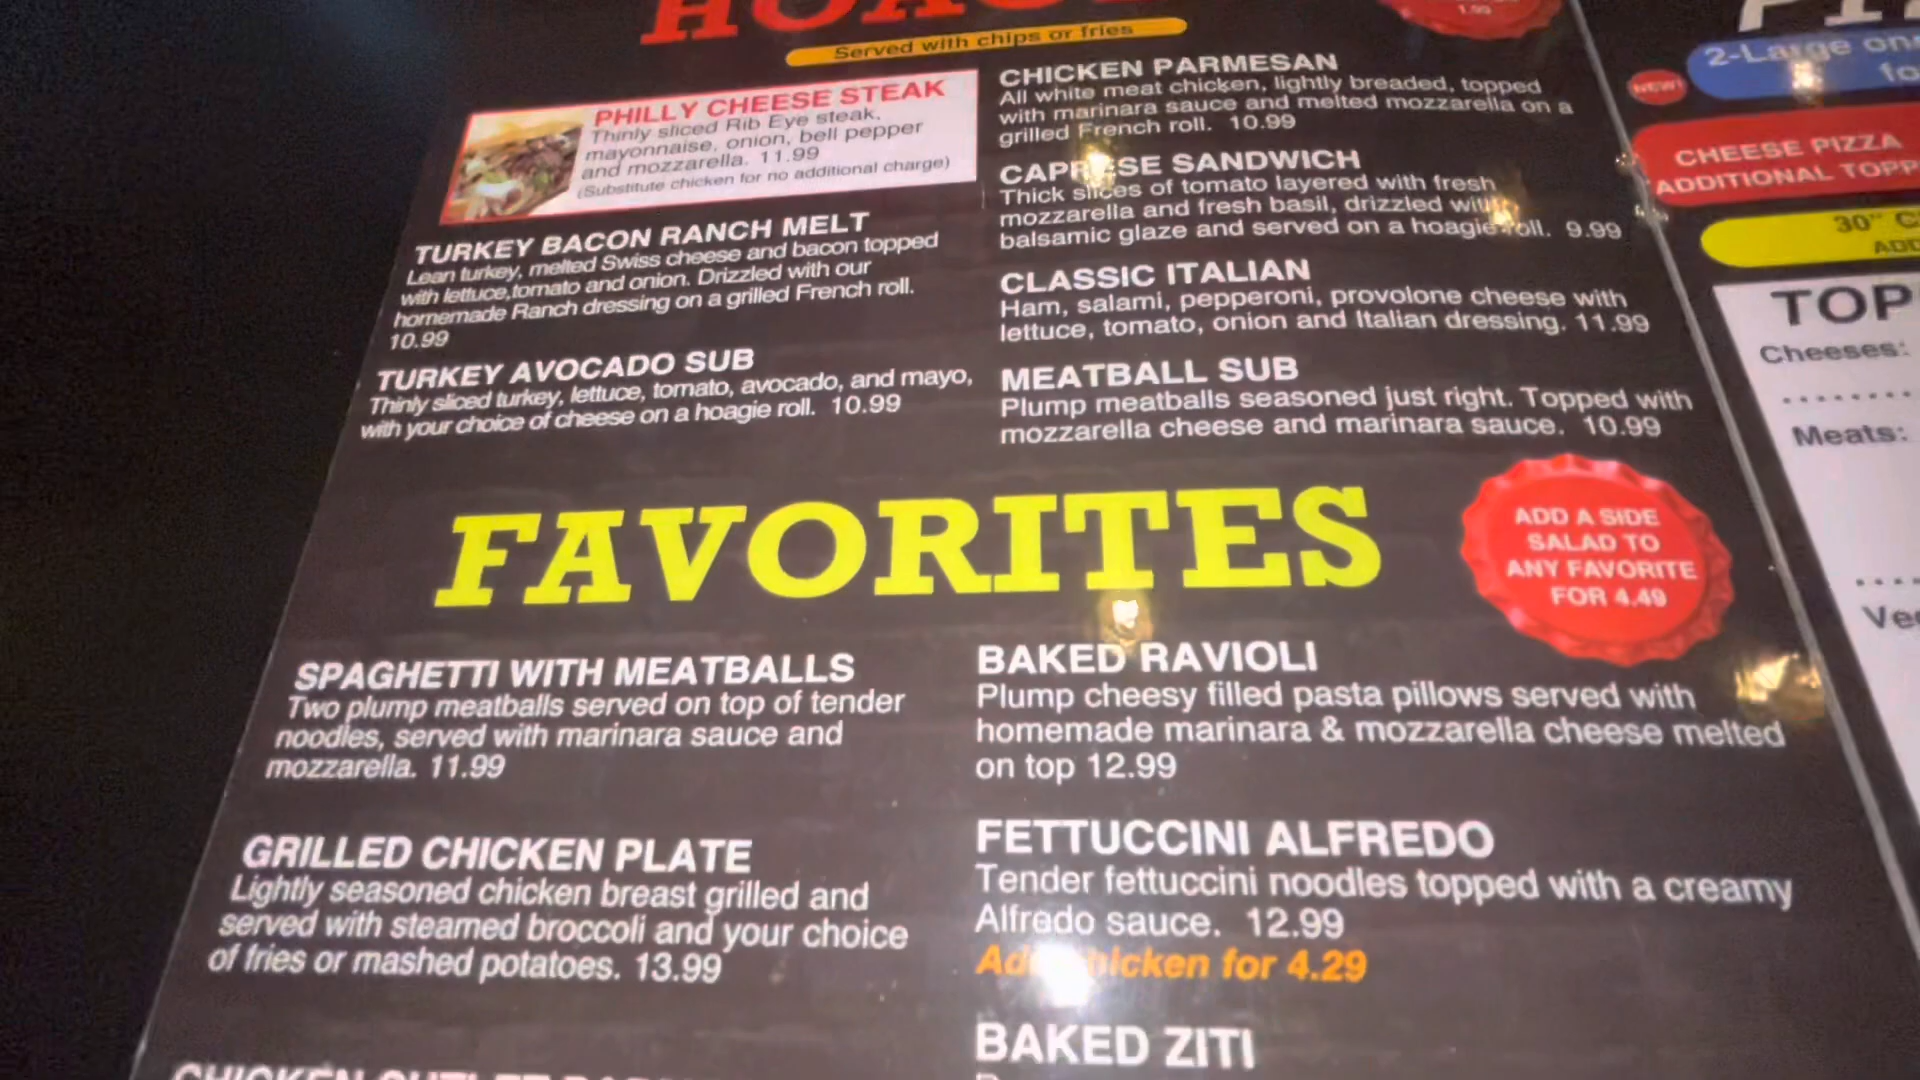 Served with chips or fries
PHILLY CHEESE STEAK
Thinly sliced Rib Eye steak,
mayonnaise, onion, bell pepper
and mozzarella. 11.99
(Substitute chicken for no additional charge)
TURKEY BACON RANCH MELT
Lean turkey, melted Swiss cheese and bacon topped
with lettuce,tomato and onion. Drizzled with our
homemade Ranch dressing on a grilled French roll.
10.99
TURKEY AVOCADO SUB
Thinly sliced turkey, lettuce, tomato, avocado, and mayo,
with your choice of cheese on a hoagie roll. 10.99
1.99
CHICKEN PARMESAN
All white meat chicken, lightly breaded, topped
with marinara sauce and melted mozzarella on a
grilled French roll. 10.99
CAPRESE SANDWICH
Thick slices of tomato layered with fresh
mozzarella and fresh basil, drizzled with
balsamic glaze and served on a hoagie roll. 9.99
CLASSIC ITALIAN
Ham, salami, pepperoni, provolone cheese with
lettuce, tomato, onion and Italian dressing. 11.99
MEATBALL SUB
Plump meatballs seasoned just right. Topped with
mozzarella cheese and marinara sauce. 10.99
FAVORITES
ADD A SIDE
SALAD TO
ANY FAVORITE
FOR 4.49
SPAGHETTI WITH MEATBALLS
Two plump meatballs served on top of tender
noodles, served with marinara sauce and
mozzarella. 11.99
GRILLED CHICKEN PLATE
Lightly seasoned chicken breast grilled and
served with steamed broccoli and your choice
of fries or mashed potatoes. 13.99
BAKED RAVIOLI
Plump cheesy filled pasta pillows served with
homemade marinara & mozzarella cheese melted
on top 12.99
FETTUCCINI ALFREDO
Tender fettuccini noodles topped with a creamy
Alfredo sauce. 12.99
Add chicken for 4.29
BAKED ZITI
2-Large
NEW!
CHEESE PIZZA
ADDITIONAL TOPP
30"
ADD
TOP
Cheeses:
Meats: